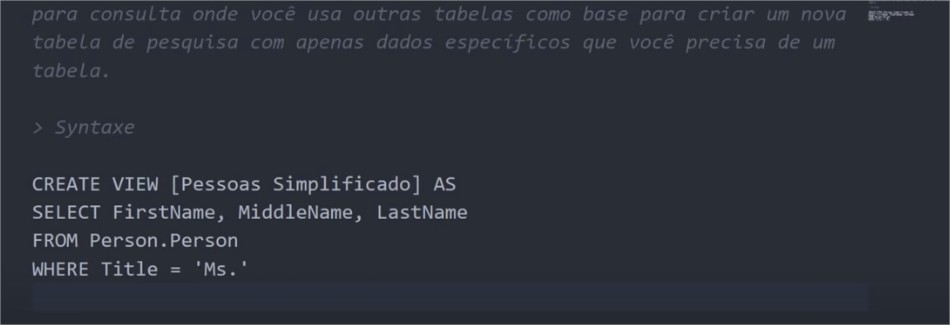 para consulta onde você usa outras tabelas como base para criar um nova
tabela de pesquisa com apenas dados específicos que você precisa de um
tabela.
> Syntaxe
CREATE VIEW [Pessoas Simplificado] AS
SELECT FirstName, MiddleName, LastName
FROM Person.Person
WHERE Title = 'Ms.'